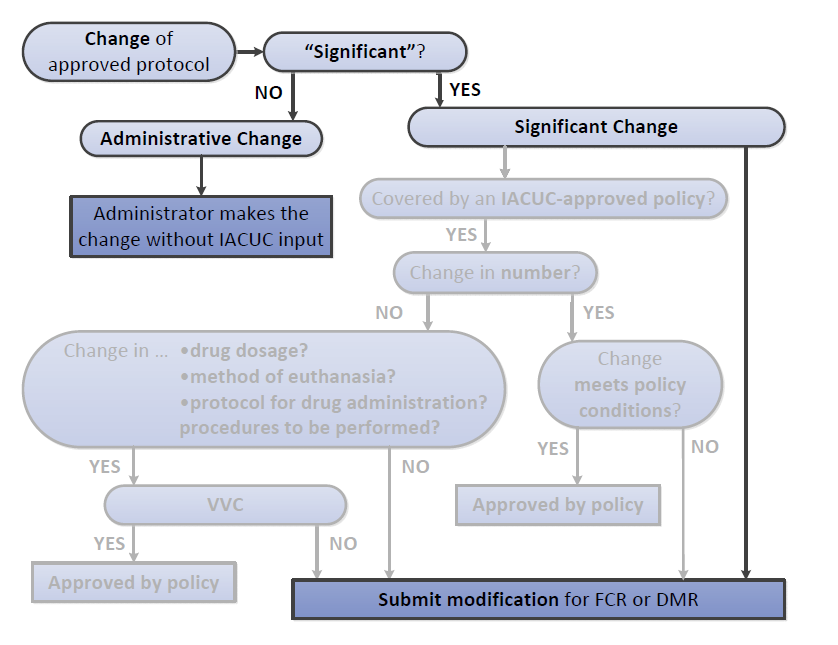 Change of
approved protocol
“Significant”?
NO
YES
Administrative Change
Significant Change
Administrator makes the
change without IACUC input
Covered by an IACUC-approved policy?
YES
Change in number?
NO
YES
Change in ... •drug dosage?
•method of euthanasia?
•protocol for drug administration?
procedures to be performed?
Change
meets policy
conditions?
YES
NO
YES
NO
VVC
Approved by policy
YES
NO
Approved by policy
Submit modification for FCR or DMR